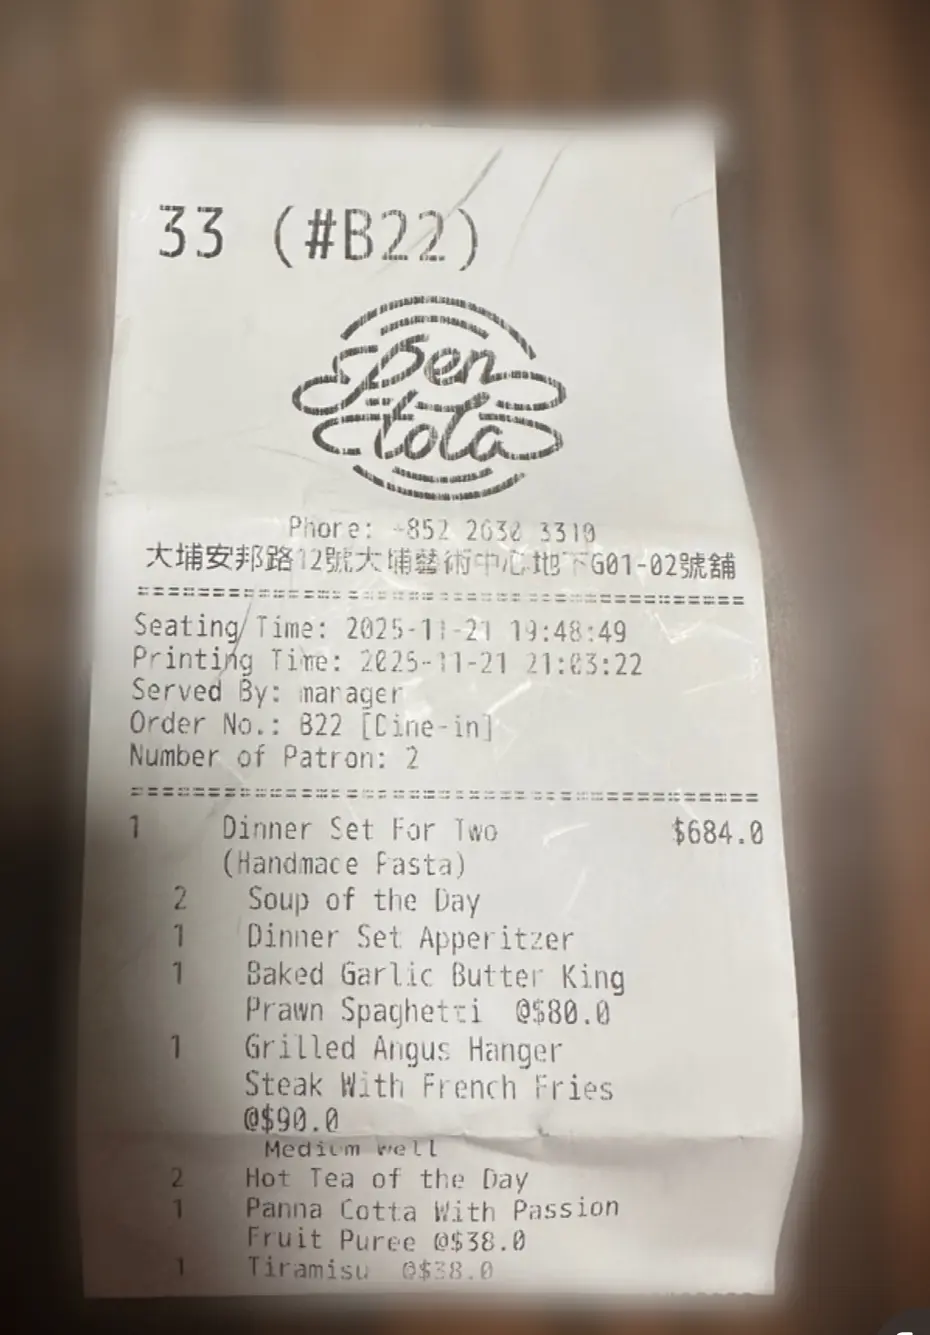 33 (#B22)
Pen
tola
Phone: +852 2630 3310
大埔安邦路12號大埔藝術中心地下G01-02號舖
Seating Time: 2025-11-21 19:48:49
Printing Time: 2025-11-21 21:03:22
Served By: manager
Order No.: B22 [Dine-in]
Number of Patron: 2
1 Dinner Set For Two $684.0
(Handmade Pasta)
2 Soup of the Day
1 Dinner Set Apperitzer
1 Baked Garlic Butter King
Prawn Spaghetti @$80.0
1 Grilled Angus Hanger
Steak With French Fries
@$90.0
Medium well
2 Hot Tea of the Day
1 Panna Cotta With Passion
Fruit Puree @$38.0
1 Tiramisu @$38.0